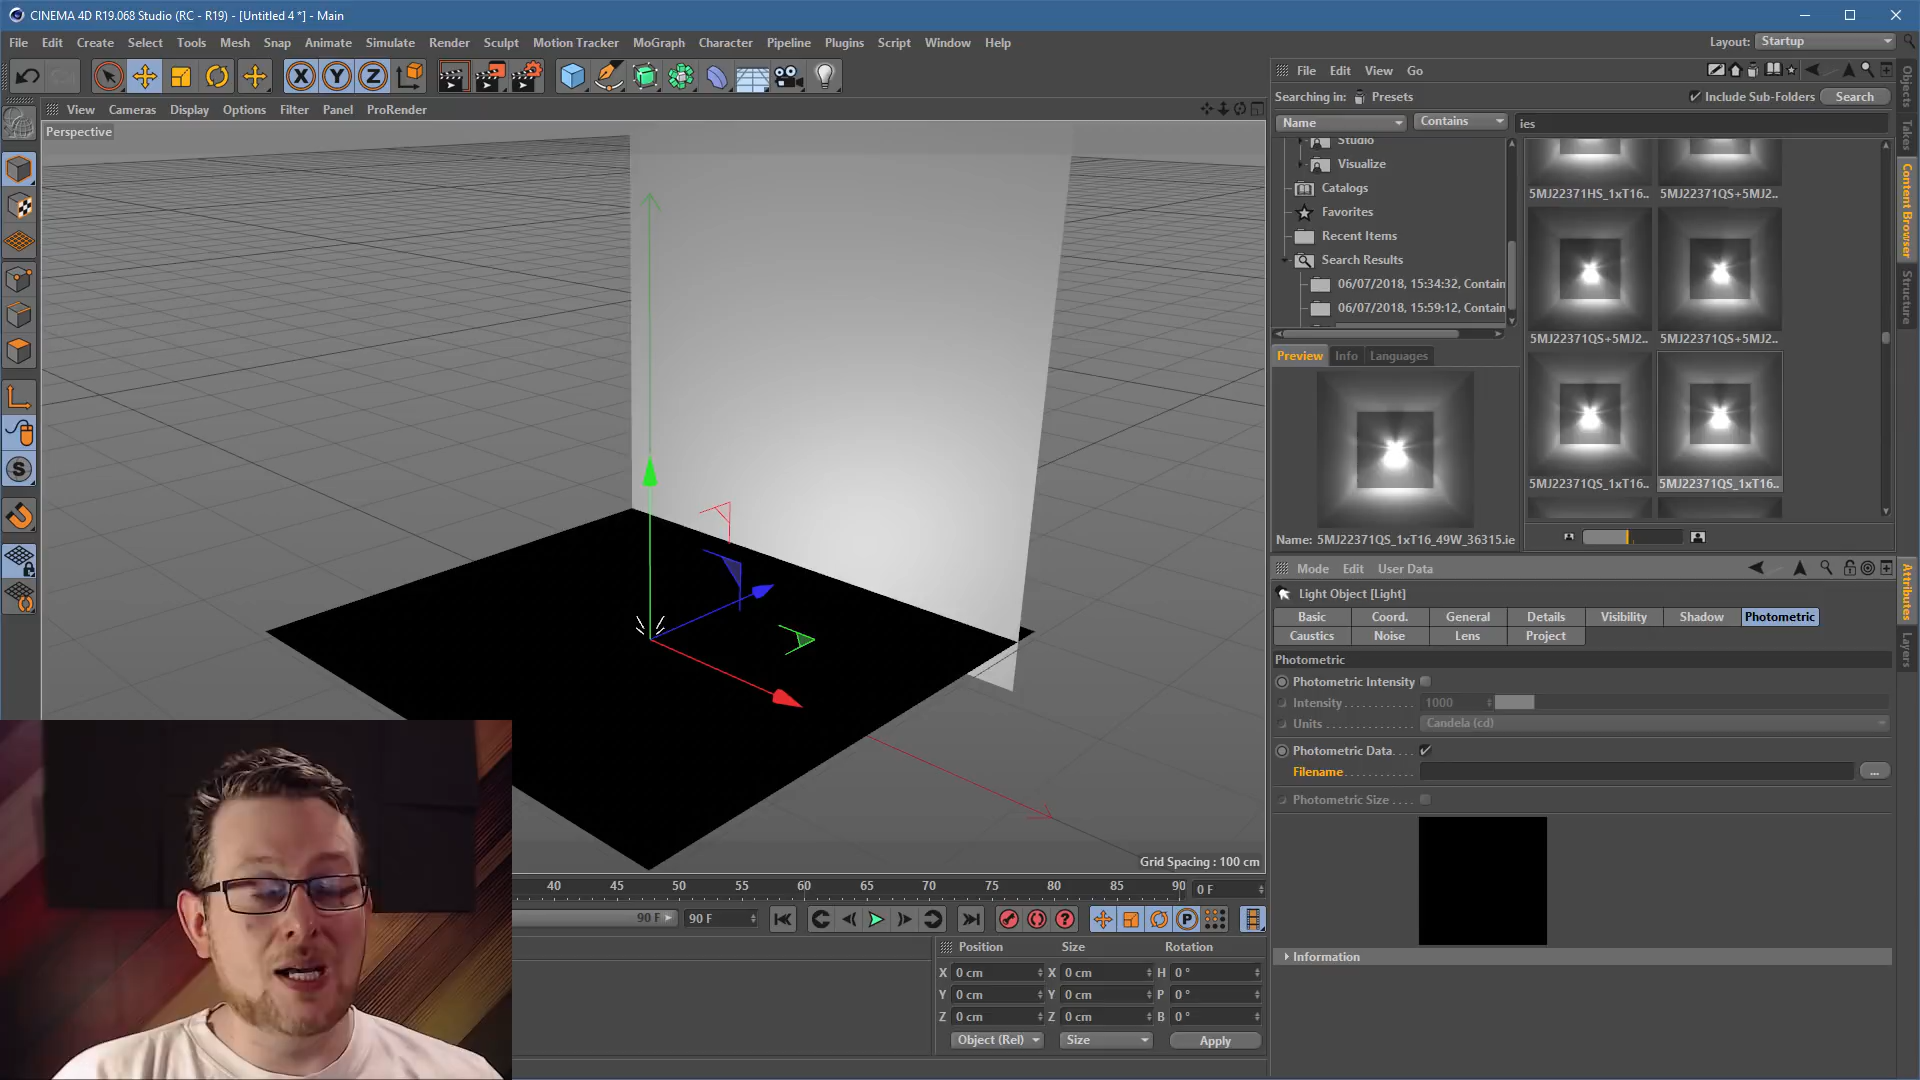 CINEMA 4D R19.068 Studio (RC - R19) - [Untitled 4 *] - Main
File Edit Create Select Tools Mesh Snap Animate Simulate Render Sculpt Motion Tracker MoGraph Character Pipeline Plugins Script Window Help
Layout: Startup
X Y Z
View Cameras Display Options Filter Panel ProRender
Perspective
Grid Spacing : 100 cm
File Edit View Go
Searching in: Presets
Include Sub-Folders Search
Name Contains ies
Studio
Visualize
Catalogs
Favorites
Recent Items
Search Results
06/07/2018, 15:34:32, Contain
06/07/2018, 15:59:12, Contain
5MJ22371HS_1xT16.. 5MJ22371QS+5MJ2..
5MJ22371QS+5MJ2.. 5MJ22371QS+5MJ2..
5MJ22371QS_1xT16.. 5MJ22371QS_1xT16..
Preview Info Languages
Name: 5MJ22371QS_1xT16_49W_36315.ie
Objects
Takes
Content Browser
Structure
Attributes
Layers
Mode Edit User Data
Light Object [Light]
Basic Coord. General Details Visibility Shadow Photometric
Caustics Noise Lens Project
Photometric
Photometric Intensity
Intensity . . . . . . . . . . . 1000
Units . . . . . . . . . . . . . . Candela (cd)
Photometric Data. . . .
Filename . . . . . . . . . . . ...
Photometric Size . . . .
Information
40 45 50 55 60 65 70 75 80 85 90 0 F
90 F 90 F
P
Position Size Rotation
X 0 cm X 0 cm H 0 °
Y 0 cm Y 0 cm P 0 °
Z 0 cm Z 0 cm B 0 °
Object (Rel) Size Apply